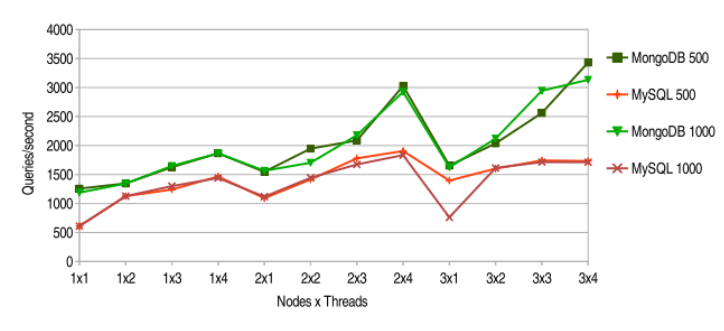 4000
3500
3000
2500
2000
1500
1000
500
0
Queries/second
1x1 1x2 1x3 1x4 2x1 2x2 2x3 2x4 3x1 3x2 3x3 3x4
Nodes x Threads
MongoDB 500
MySQL 500
MongoDB 1000
MySQL 1000